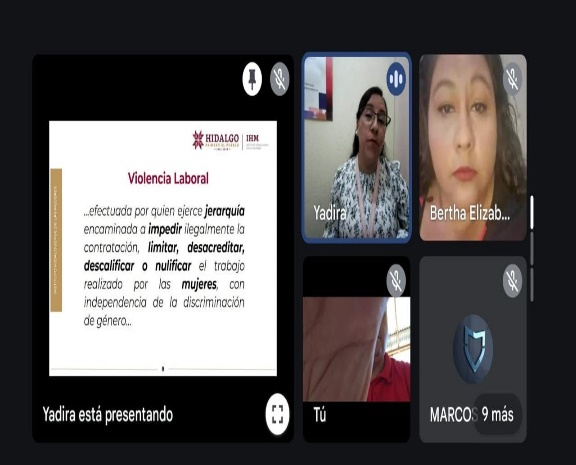 HIDALGO
IHM
Violencia Laboral
...efectuada por quien ejerce jerarquía
encaminada a impedir ilegalmente la
contratación, limitar, desacreditar,
descalificar o nulificar el trabajo
realizado por las mujeres, con
independencia de la discriminación
de género...
Yadira está presentando
Yadira
Bertha Elizab...
Tú
MARCOS
9 más